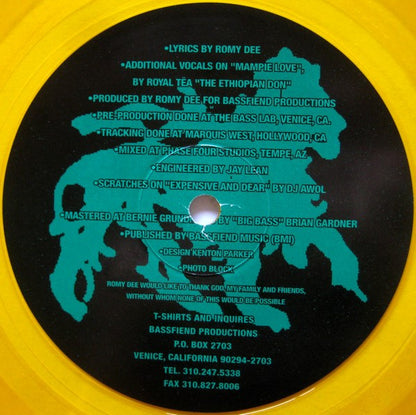 •LYRICS BY ROMY DEE
•ADDITIONAL VOCALS ON "MAMPIE LOVE",
BY ROYAL TEA "THE ETHIOPIAN DON"
•PRODUCED BY ROMY DEE FOR BASSFIEND PRODUCTIONS
•PRE-PRODUCTION DONE AT THE BASS LAB, VENICE, CA.
•TRACKING DONE AT MARQUIS WEST, HOLLYWOOD, CA
•MIXED AT PHASE FOUR STUDIOS, TEMPE, AZ
•ENGINEERED BY JAY LEAN
•SCRATCHES ON "EXPENSIVE AND DEAR" BY DJ AWOL
•MASTERED AT BERNIE BY "BIG BASS" BRIAN GARDNER
•PUBLISHED BY BASSFIEND MUSIC (BMI)
•DESIGN KENTON PARKER
•PHOTO BLOCK
ROMY DEE WOULD LIKE TO THANK GOD, MY FAMILY AND FRIENDS,
WITHOUT WHOM NONE OF THIS WOULD BE POSSIBLE
T-SHIRTS AND INQUIRES
BASSFIEND PRODUCTIONS
P.O. BOX 2703
VENICE, CALIFORNIA 90294-2703
TEL. 310.247.5338
FAX 310.827.8006